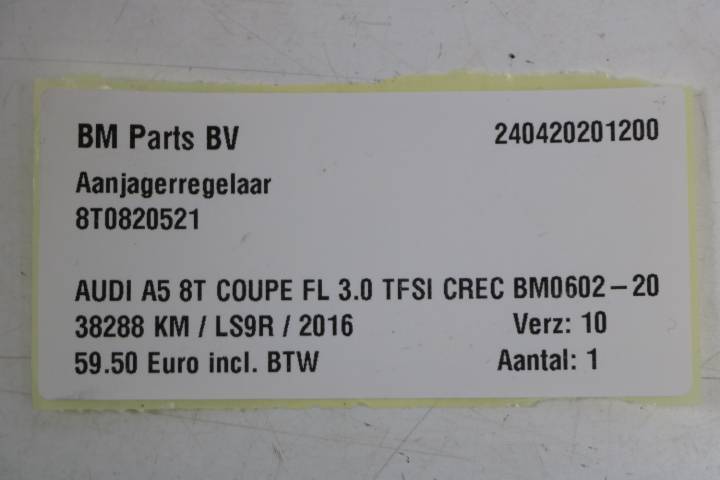 BM Parts BV 240420201200
Aanjagerregelaar
8T0820521
AUDI A5 8T COUPE FL 3.0 TFSI CREC BM0602-20
38288 KM / LS9R / 2016 Verz: 10
59.50 Euro incl. BTW Aantal: 1